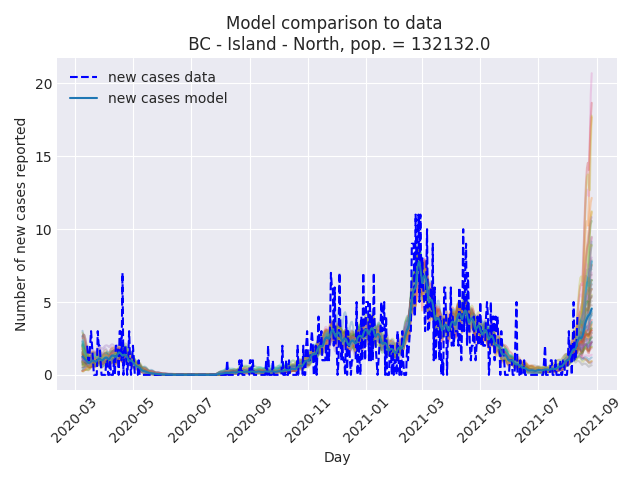 Model comparison to data
BC - Island - North, pop. = 132132.0
new cases data
new cases model
Number of new cases reported
20
15
10
5
0
2020-03
2020-05
2020-07
2020-09
2020-11
2021-01
2021-03
2021-05
2021-07
2021-09
Day